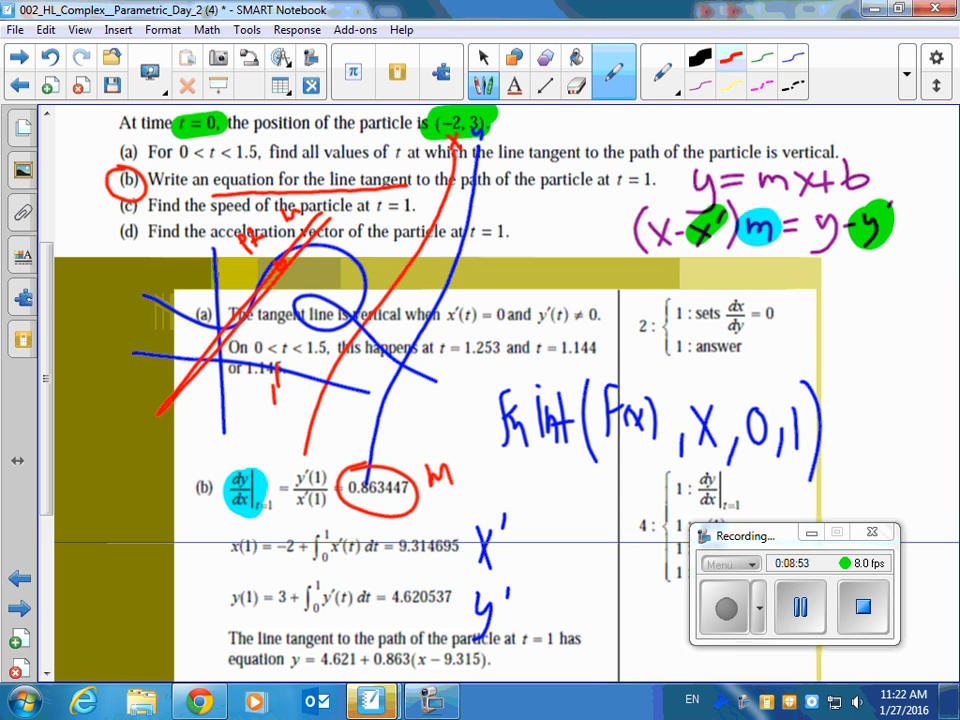 002_HL_Complex__Parametric_Day_2 (4) * - SMART Notebook
File Edit View Insert Format Math Tools Response Add-ons Help
At time t = 0, the position of the particle is (-2, 3).
(a) For 0 < t < 1.5, find all values of t at which the line tangent to the path of the particle is vertical.
(b) Write an equation for the line tangent to the path of the particle at t = 1.
y = mx + b
(c) Find the speed of the particle at t = 1.
(x - x') m = y - y'
(d) Find the acceleration vector of the particle at t = 1.
x y
Pt
(a) The tangent line is vertical when x'(t) = 0 and y'(t) ≠ 0.
On 0 < t < 1.5, this happens at t = 1.253 and t = 1.144
or 1.145
2 : { 1 : sets dx/dy = 0
1 : answer
Fn int (F(x), x, 0, 1)
(b) dy/dx|t=1 = y'(1)/x'(1) = 0.863447 m
x(1) = -2 + ∫₀¹ x'(t) dt = 9.314695 x'
y(1) = 3 + ∫₀¹ y'(t) dt = 4.620537 y'
The line tangent to the path of the particle at t = 1 has
equation y = 4.621 + 0.863(x − 9.315).
4 : { 1 : dy/dx|t=1
1 :
1
1
Recording...
Menu 0:08:53 8.0 fps
EN 11:22 AM
1/27/2016